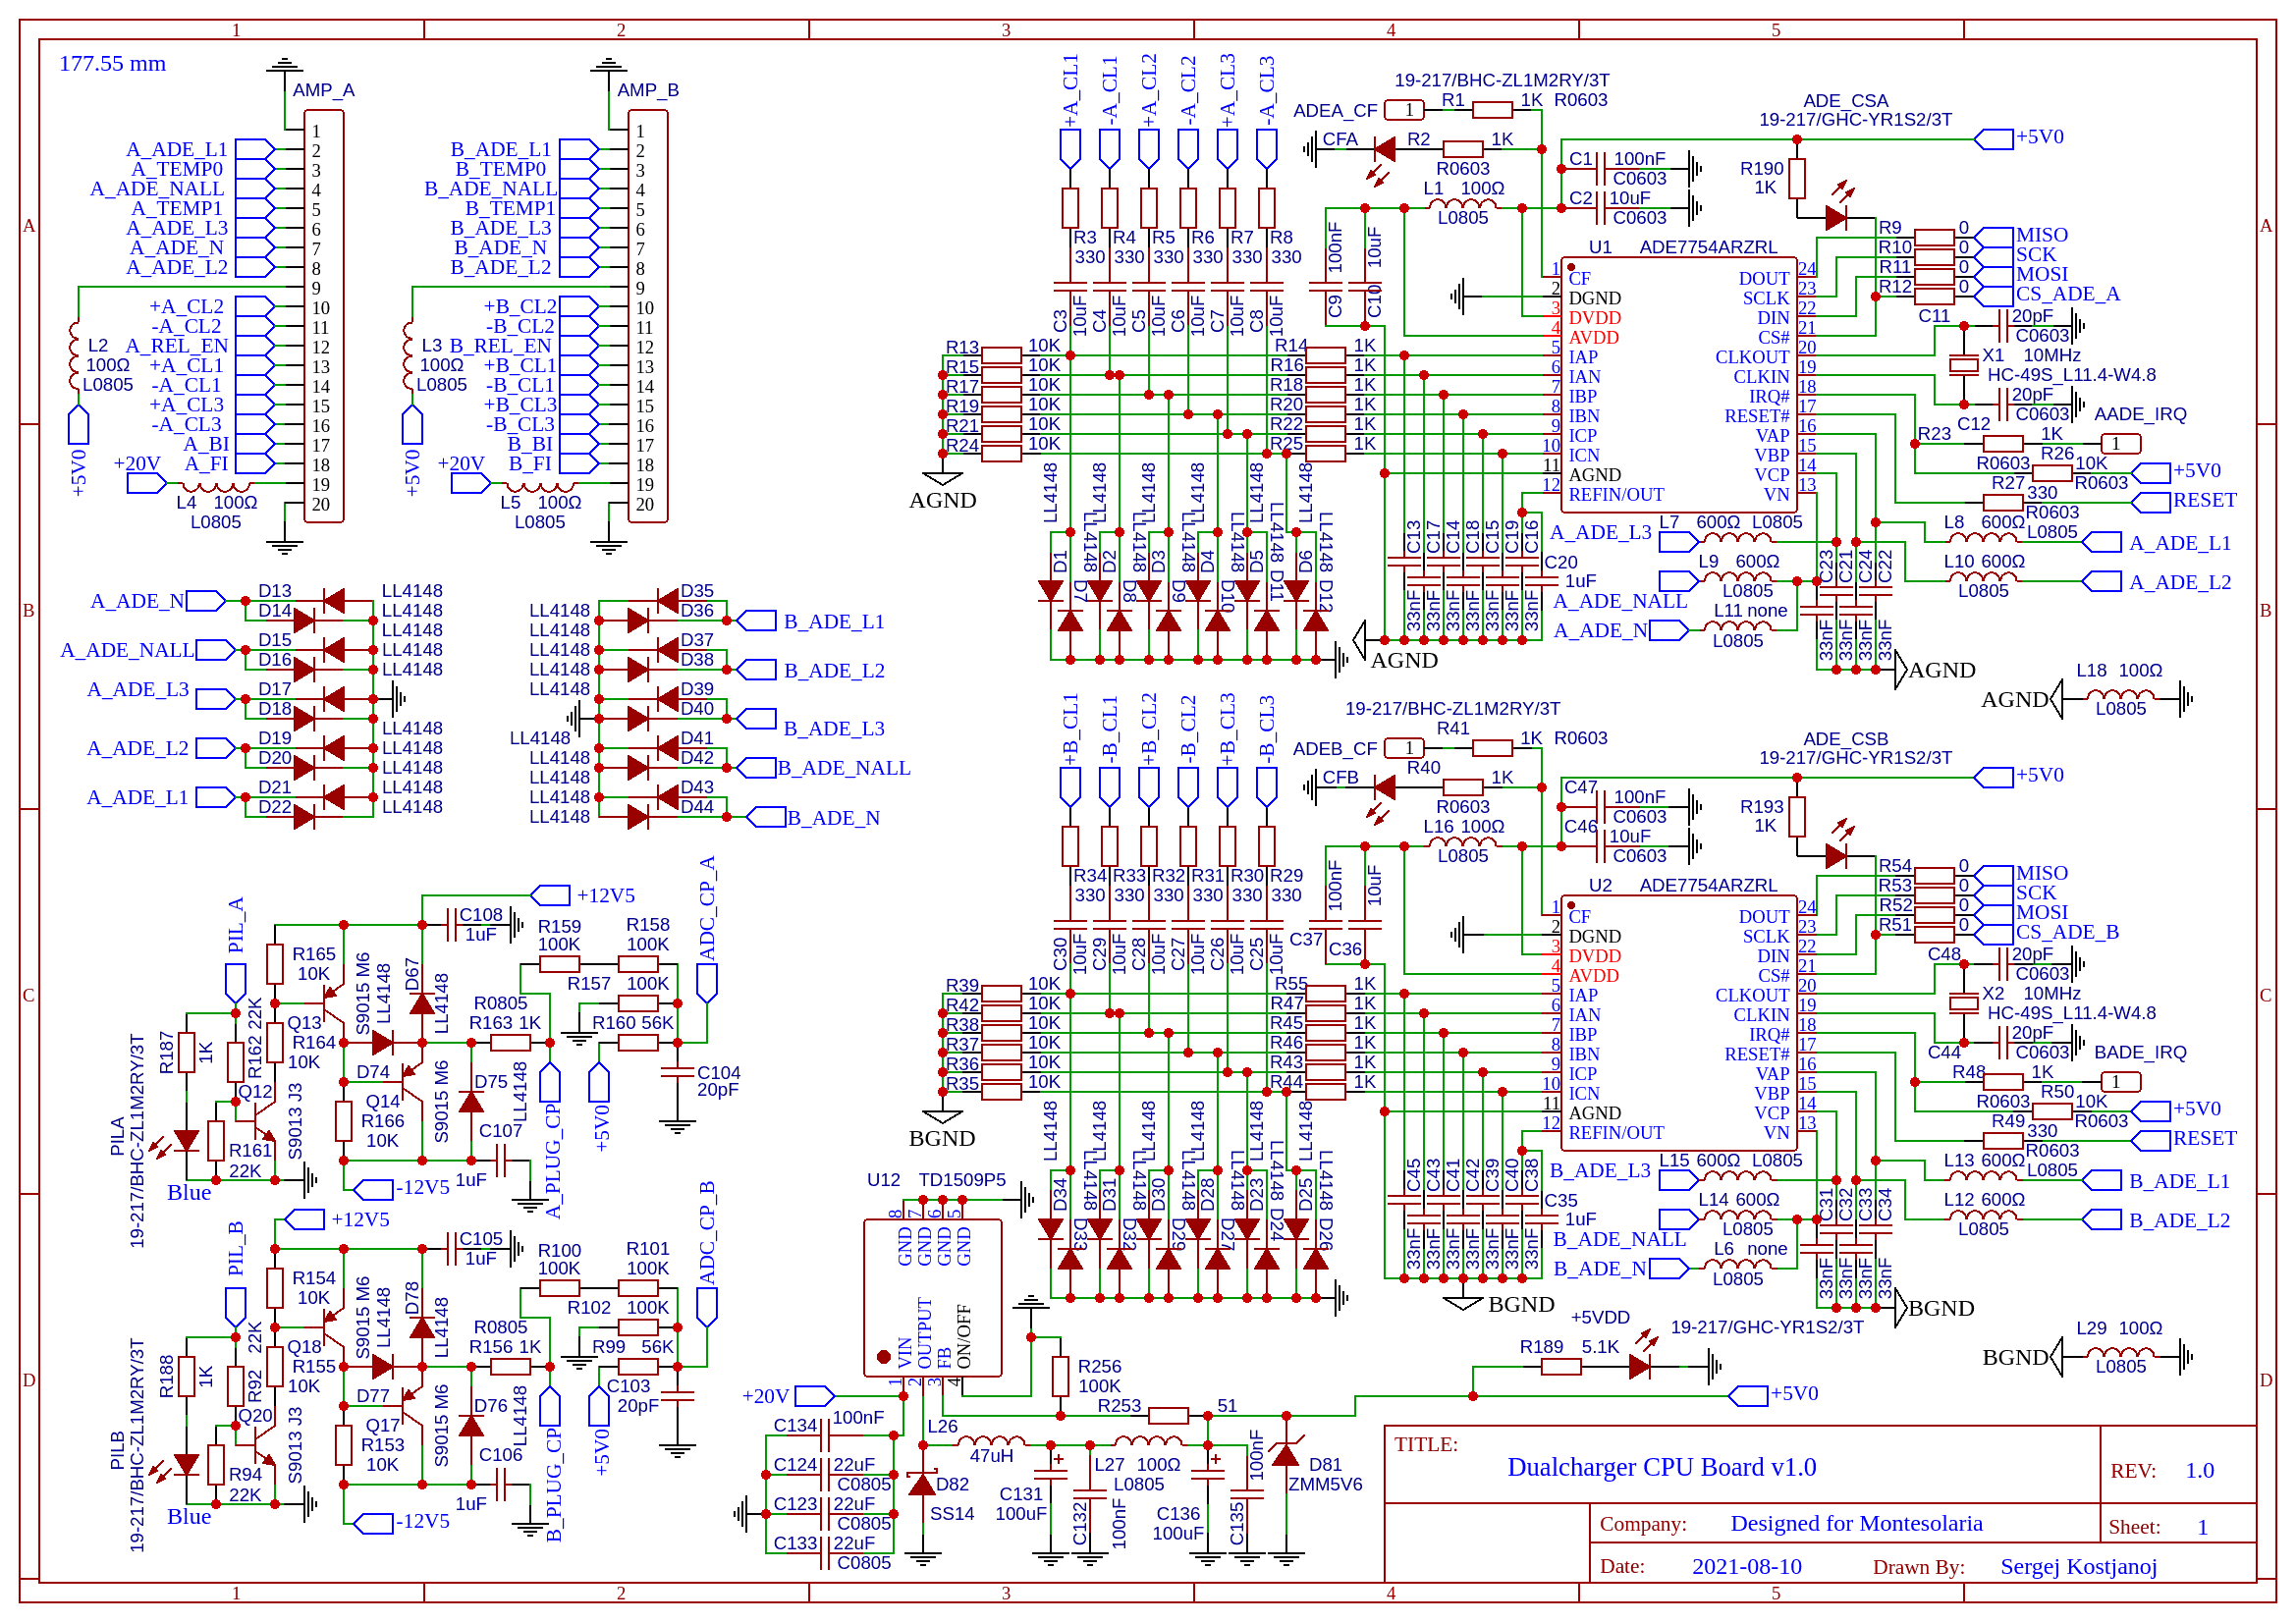 177.55 mm
AMP_A
1
2
3
4
5
6
7
8
9
10
11
12
13
14
15
16
17
18
19
20
A_ADE_L1
A_TEMP0
A_ADE_NALL
A_TEMP1
A_ADE_L3
A_ADE_N
A_ADE_L2
+A_CL2
-A_CL2
A_REL_EN
+A_CL1
-A_CL1
+A_CL3
-A_CL3
A_BI
A_FI
L2
100Ω
L0805
+5V0
+20V
L4 100Ω
L0805
AMP_B
1
2
3
4
5
6
7
8
9
10
11
12
13
14
15
16
17
18
19
20
B_ADE_L1
B_TEMP0
B_ADE_NALL
B_TEMP1
B_ADE_L3
B_ADE_N
B_ADE_L2
+B_CL2
-B_CL2
B_REL_EN
+B_CL1
-B_CL1
+B_CL3
-B_CL3
B_BI
B_FI
L3
100Ω
L0805
+5V0
+20V
L5 100Ω
L0805
A_ADE_N
A_ADE_NALL
A_ADE_L3
A_ADE_L2
A_ADE_L1
D13 LL4148
D14 LL4148
D15 LL4148
D16 LL4148
D17 LL4148
D18 LL4148
D19 LL4148
D20 LL4148
D21 LL4148
D22 LL4148
LL4148 D35
LL4148 D36
LL4148 D37
LL4148 D38
LL4148 D39
LL4148 D40
LL4148 D41
LL4148 D42
LL4148 D43
LL4148 D44
B_ADE_L1
B_ADE_L2
B_ADE_L3
B_ADE_NALL
B_ADE_N
+A_CL1
-A_CL1
+A_CL2
-A_CL2
+A_CL3
-A_CL3
R3 R4 R5 R6 R7 R8
330 330 330 330 330 330
C3 10uF
C4 10uF
C5 10uF
C6 10uF
C7 10uF
C8 10uF
C9 100nF
C10 10uF
R13 10K R14 1K
R15 10K R16 1K
R17 10K R18 1K
R19 10K R20 1K
R21 10K R22 1K
R24 10K R25 1K
AGND
LL4148 D1
LL4148 D7
LL4148 D2
LL4148 D8
LL4148 D3
LL4148 D9
LL4148 D4
LL4148 D10
LL4148 D5
LL4148 D11
LL4148 D6
LL4148 D12
19-217/BHC-ZL1M2RY/3T
ADEA_CF 1 R1 1K R0603
CFA R2 1K
R0603
L1 100Ω
L0805
C1 100nF
C0603
C2 10uF
C0603
ADE_CSA
19-217/GHC-YR1S2/3T
+5V0
R190
1K
U1 ADE7754ARZRL
1 CF
2 DGND
3 DVDD
4 AVDD
5 IAP
6 IAN
7 IBP
8 IBN
9 ICP
10 ICN
11 AGND
12 REFIN/OUT
DOUT 24
SCLK 23
DIN 22
CS# 21
CLKOUT 20
CLKIN 19
IRQ# 18
RESET# 17
VAP 16
VBP 15
VCP 14
VN 13
R9 0 MISO
R10 0 SCK
R11 0 MOSI
R12 0 CS_ADE_A
C11 20pF
C0603
X1 10MHz
HC-49S_L11.4-W4.8
20pF
C0603
C12
AADE_IRQ
R23 1K 1
R0603 R26 10K +5V0
R0603
R27 330 RESET
R0603
C13 33nF
C17 33nF
C14 33nF
C18 33nF
C15 33nF
C19 33nF
C16
C20
1uF
AGND
A_ADE_L3 L7 600Ω L0805
L9 600Ω
L0805
A_ADE_NALL
L11 none
A_ADE_N
L0805
C23 33nF
C21 33nF
C24 33nF
C22 33nF
AGND
L8 600Ω L0805 A_ADE_L1
L10 600Ω
L0805 A_ADE_L2
L18 100Ω
AGND L0805
+B_CL1
-B_CL1
+B_CL2
-B_CL2
+B_CL3
-B_CL3
R34 R33 R32 R31 R30 R29
330 330 330 330 330 330
C30 10uF
C29 10uF
C28 10uF
C27 10uF
C26 10uF
C25 10uF
C37 100nF
C36 10uF
R39 10K R55 1K
R42 10K R47 1K
R38 10K R45 1K
R37 10K R46 1K
R36 10K R43 1K
R35 10K R44 1K
BGND
LL4148 D34
LL4148 D33
LL4148 D31
LL4148 D32
LL4148 D30
LL4148 D29
LL4148 D28
LL4148 D27
LL4148 D23
LL4148 D24
LL4148 D25
LL4148 D26
19-217/BHC-ZL1M2RY/3T
R41
ADEB_CF 1 1K R0603
CFB R40 1K
R0603
L16 100Ω
L0805
C47 100nF
C0603
C46 10uF
C0603
ADE_CSB
19-217/GHC-YR1S2/3T
+5V0
R193
1K
U2 ADE7754ARZRL
1 CF
2 DGND
3 DVDD
4 AVDD
5 IAP
6 IAN
7 IBP
8 IBN
9 ICP
10 ICN
11 AGND
12 REFIN/OUT
DOUT 24
SCLK 23
DIN 22
CS# 21
CLKOUT 20
CLKIN 19
IRQ# 18
RESET# 17
VAP 16
VBP 15
VCP 14
VN 13
R54 0 MISO
R53 0 SCK
R52 0 MOSI
R51 0 CS_ADE_B
C48 20pF
C0603
X2 10MHz
HC-49S_L11.4-W4.8
20pF
C44 C0603
BADE_IRQ
R48 1K 1
R0603 R50 10K +5V0
R0603
R49 330 RESET
R0603
C45 33nF
C43 33nF
C41 33nF
C42 33nF
C39 33nF
C40 33nF
C38
C35
1uF
BGND
B_ADE_L3 L15 600Ω L0805
L14 600Ω
L0805
B_ADE_NALL
L6 none
B_ADE_N
L0805
C31 33nF
C32 33nF
C33 33nF
C34 33nF
BGND
L13 600Ω L0805 B_ADE_L1
L12 600Ω
L0805 B_ADE_L2
L29 100Ω
BGND L0805
PIL_A
+12V5
C108
1uF
R165
10K
S9015 M6
LL4148
D67
LL4148
R187
1K
R162 22K
Q13
R164
10K
R0805
R163 1K
D74
Q12
S9013 J3
Q14
R166
10K
S9015 M6
D75
LL4148
C107
1uF
PILA
19-217/BHC-ZL1M2RY/3T
R161
22K
Blue
-12V5
R159
100K
R158
100K
R157 100K
R160 56K
C104
20pF
ADC_CP_A
A_PLUG_CP
+5V0
PIL_B
+12V5
C105
1uF
R154
10K
S9015 M6
LL4148
D78
LL4148
R188
1K
R92 22K
Q18
R155
10K
R0805
R156 1K
D77
Q20
S9013 J3
Q17
R153
10K
S9015 M6
D76
LL4148
C106
1uF
PILB
19-217/BHC-ZL1M2RY/3T
R94
22K
Blue
-12V5
R100
100K
R101
100K
R102 100K
R99 56K
C103
20pF
ADC_CP_B
B_PLUG_CP
+5V0
U12 TD1509P5
8 GND
7 GND
6 GND
5 GND
1 VIN
2 OUTPUT
3 FB
4 ON/OFF
+20V
C134 100nF
C124 22uF
C0805
C123 22uF
C0805
C133 22uF
C0805
L26
47uH
D82
SS14
R256
100K
R253 51
L27 100Ω
L0805
C131
100uF
C132 100nF
C136
100uF
C135 100nF
D81
ZMM5V6
+5VDD
R189 5.1K
19-217/GHC-YR1S2/3T
+5V0
TITLE:
Dualcharger CPU Board v1.0
REV: 1.0
Company: Designed for Montesolaria
Sheet: 1
Date: 2021-08-10
Drawn By: Sergej Kostjanoj
1 2 3 4 5
A B C D
A B C D
1 2 3 4 5